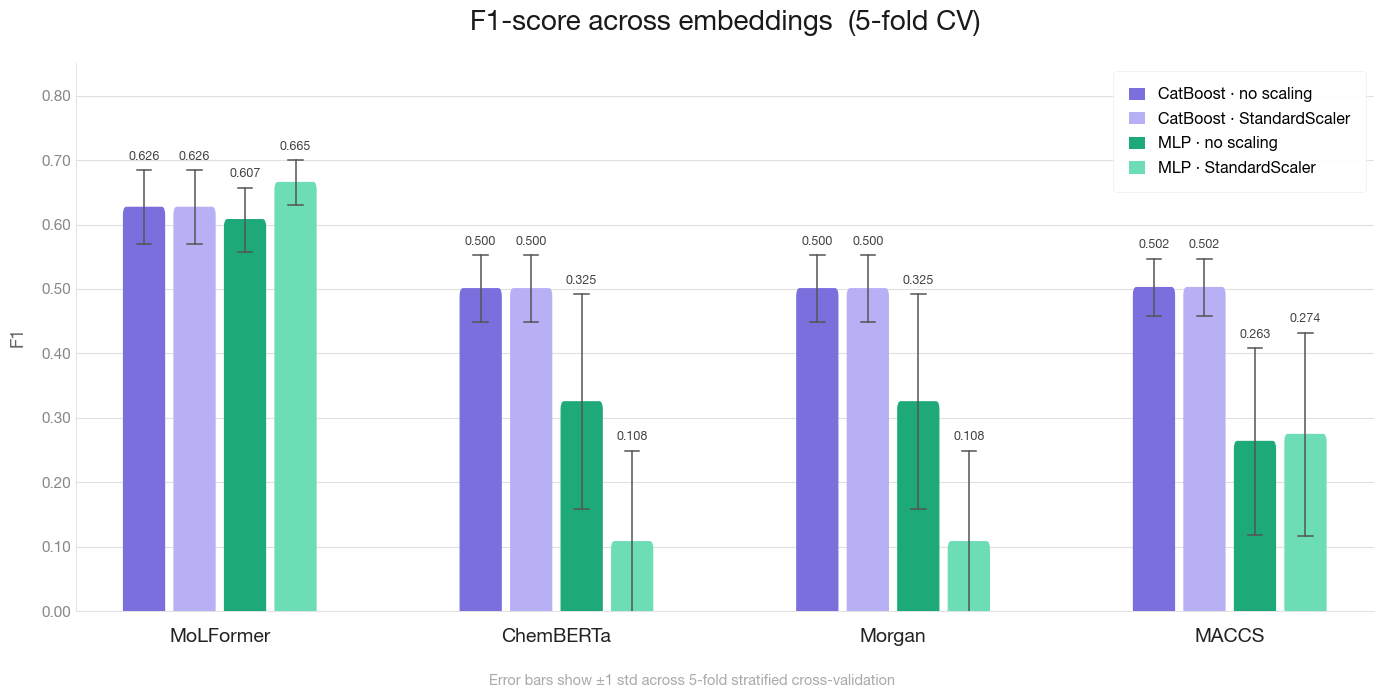 F1-score across embeddings (5-fold CV)
CatBoost · no scaling
CatBoost · StandardScaler
MLP · no scaling
MLP · StandardScaler
F1
0.80
0.70
0.60
0.50
0.40
0.30
0.20
0.10
0.00
0.626 0.626 0.607 0.665
0.500 0.500 0.325 0.108
0.500 0.500 0.325 0.108
0.502 0.502 0.263 0.274
MoLFormer ChemBERTa Morgan MACCS
Error bars show ±1 std across 5-fold stratified cross-validation